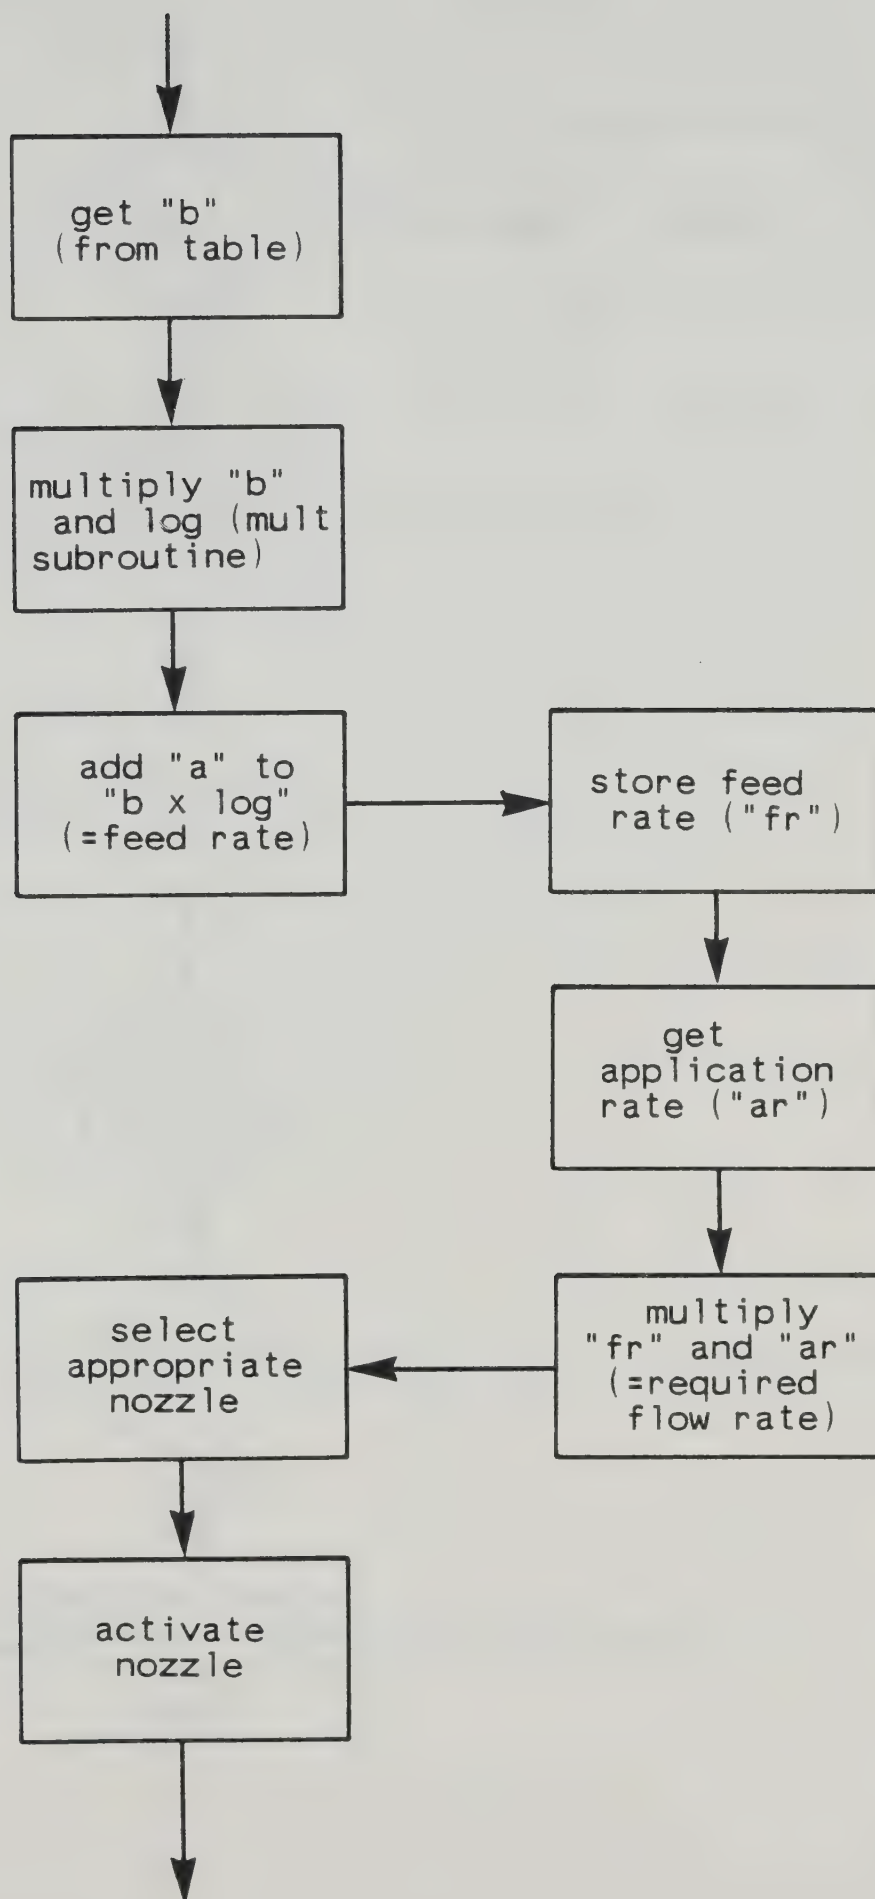 get "b"
(from table)
multiply "b"
and log (mult
subroutine)
add "a" to
"b x log"
(=feed rate)
store feed
rate ("fr")
get
application
rate ("ar")
multiply
"fr" and "ar"
(=required
flow rate)
select
appropriate
nozzle
activate
nozzle